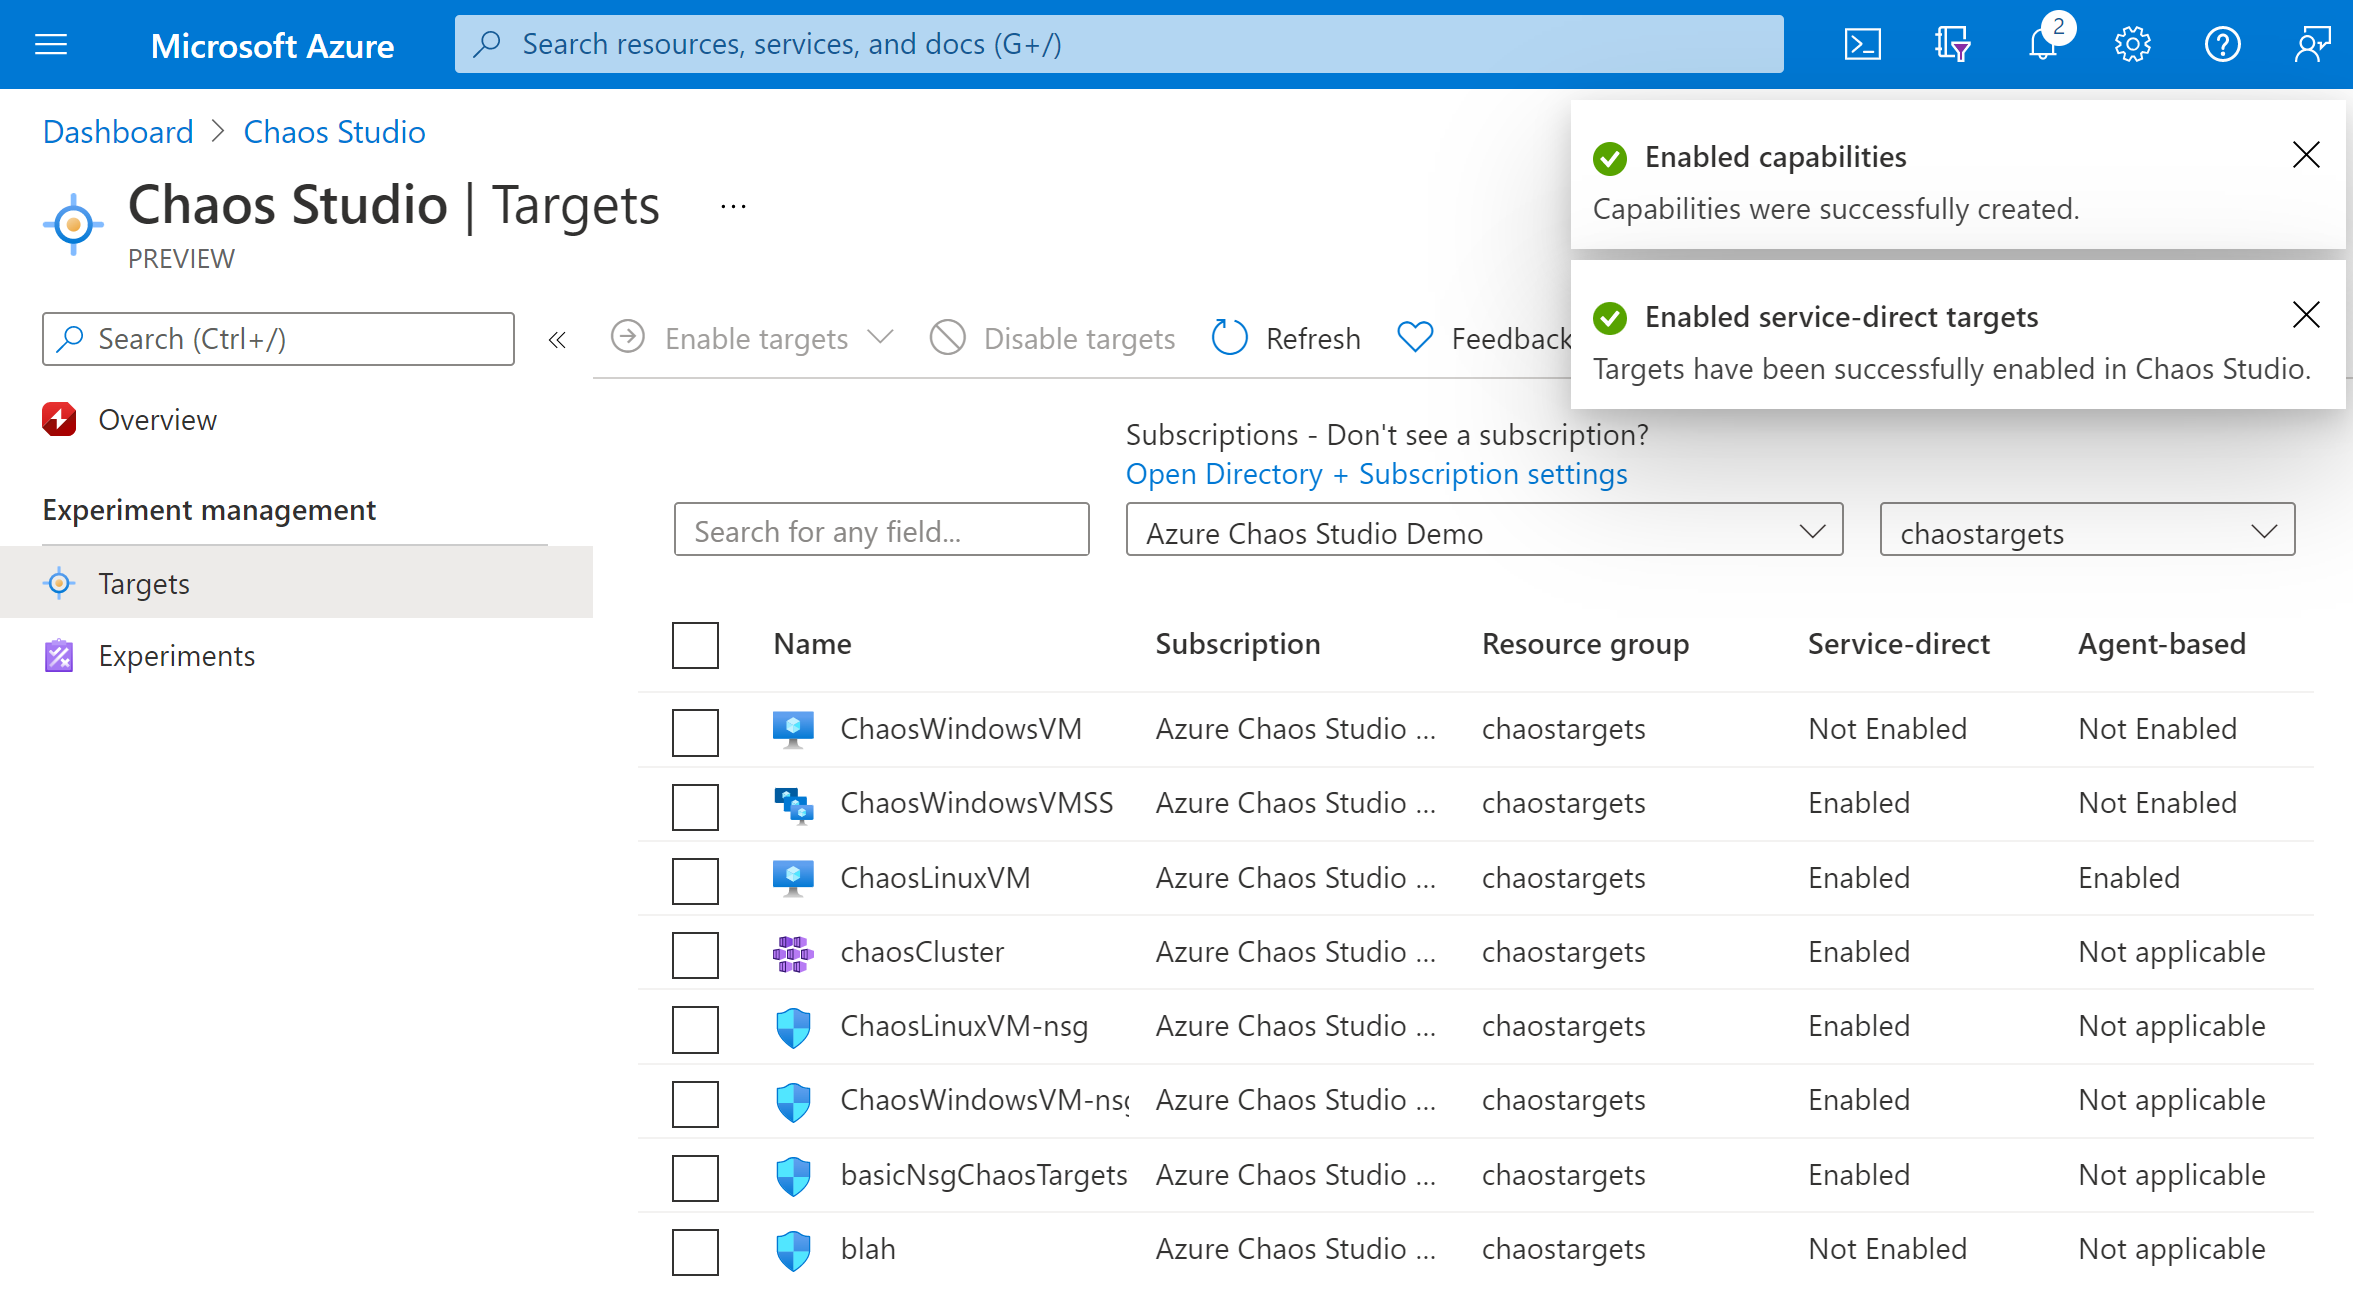 Microsoft Azure
Search resources, services, and docs (G+/)
2
Dashboard > Chaos Studio
Chaos Studio | Targets ...
PREVIEW
Enabled capabilities
Capabilities were successfully created.
Enabled service-direct targets
Targets have been successfully enabled in Chaos Studio.
Search (Ctrl+/)
«
Enable targets
Disable targets
Refresh
Feedback
Overview
Experiment management
Targets
Experiments
Subscriptions - Don't see a subscription?
Open Directory + Subscription settings
Search for any field...
Azure Chaos Studio Demo
chaostargets
Name Subscription Resource group Service-direct Agent-based
ChaosWindowsVM Azure Chaos Studio ... chaostargets Not Enabled Not Enabled
ChaosWindowsVMSS Azure Chaos Studio ... chaostargets Enabled Not Enabled
ChaosLinuxVM Azure Chaos Studio ... chaostargets Enabled Enabled
chaosCluster Azure Chaos Studio ... chaostargets Enabled Not applicable
ChaosLinuxVM-nsg Azure Chaos Studio ... chaostargets Enabled Not applicable
ChaosWindowsVM-nsg Azure Chaos Studio ... chaostargets Enabled Not applicable
basicNsgChaosTargets Azure Chaos Studio ... chaostargets Enabled Not applicable
blah Azure Chaos Studio ... chaostargets Not Enabled Not applicable